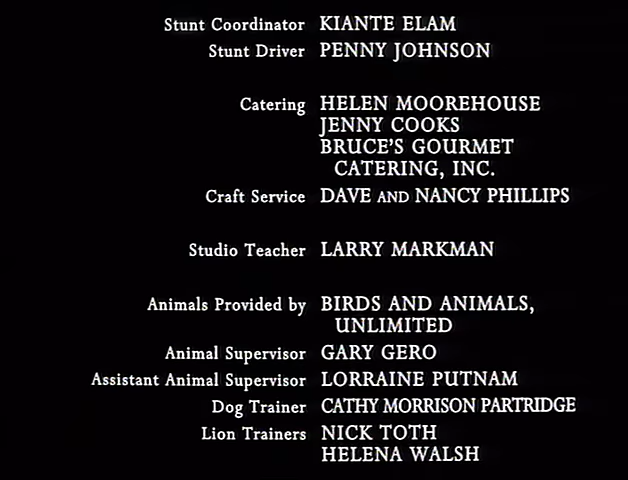 Stunt Coordinator KIANTE ELAM
Stunt Driver PENNY JOHNSON
Catering HELEN MOOREHOUSE
JENNY COOKS
BRUCE'S GOURMET
CATERING, INC.
Craft Service DAVE AND NANCY PHILLIPS
Studio Teacher LARRY MARKMAN
Animals Provided by BIRDS AND ANIMALS,
UNLIMITED
Animal Supervisor GARY GERO
Assistant Animal Supervisor LORRAINE PUTNAM
Dog Trainer CATHY MORRISON PARTRIDGE
Lion Trainers NICK TOTH
HELENA WALSH